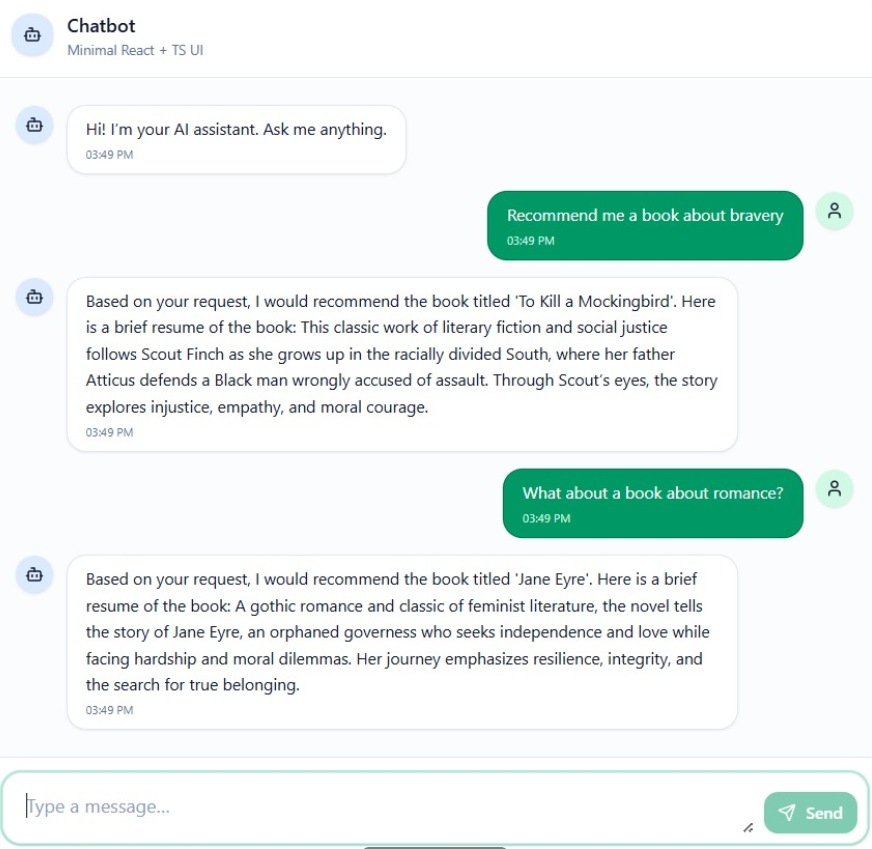 Chatbot
Minimal React + TS UI
Hi! I'm your AI assistant. Ask me anything.
03:49 PM
Recommend me a book about bravery
03:49 PM
Based on your request, I would recommend the book titled 'To Kill a Mockingbird'. Here
is a brief resume of the book: This classic work of literary fiction and social justice
follows Scout Finch as she grows up in the racially divided South, where her father
Atticus defends a Black man wrongly accused of assault. Through Scout's eyes, the story
explores injustice, empathy, and moral courage.
03:49 PM
What about a book about romance?
03:49 PM
Based on your request, I would recommend the book titled 'Jane Eyre'. Here is a brief
resume of the book: A gothic romance and classic of feminist literature, the novel tells
the story of Jane Eyre, an orphaned governess who seeks independence and love while
facing hardship and moral dilemmas. Her journey emphasizes resilience, integrity, and
the search for true belonging.
03:49 PM
Type a message...
Send